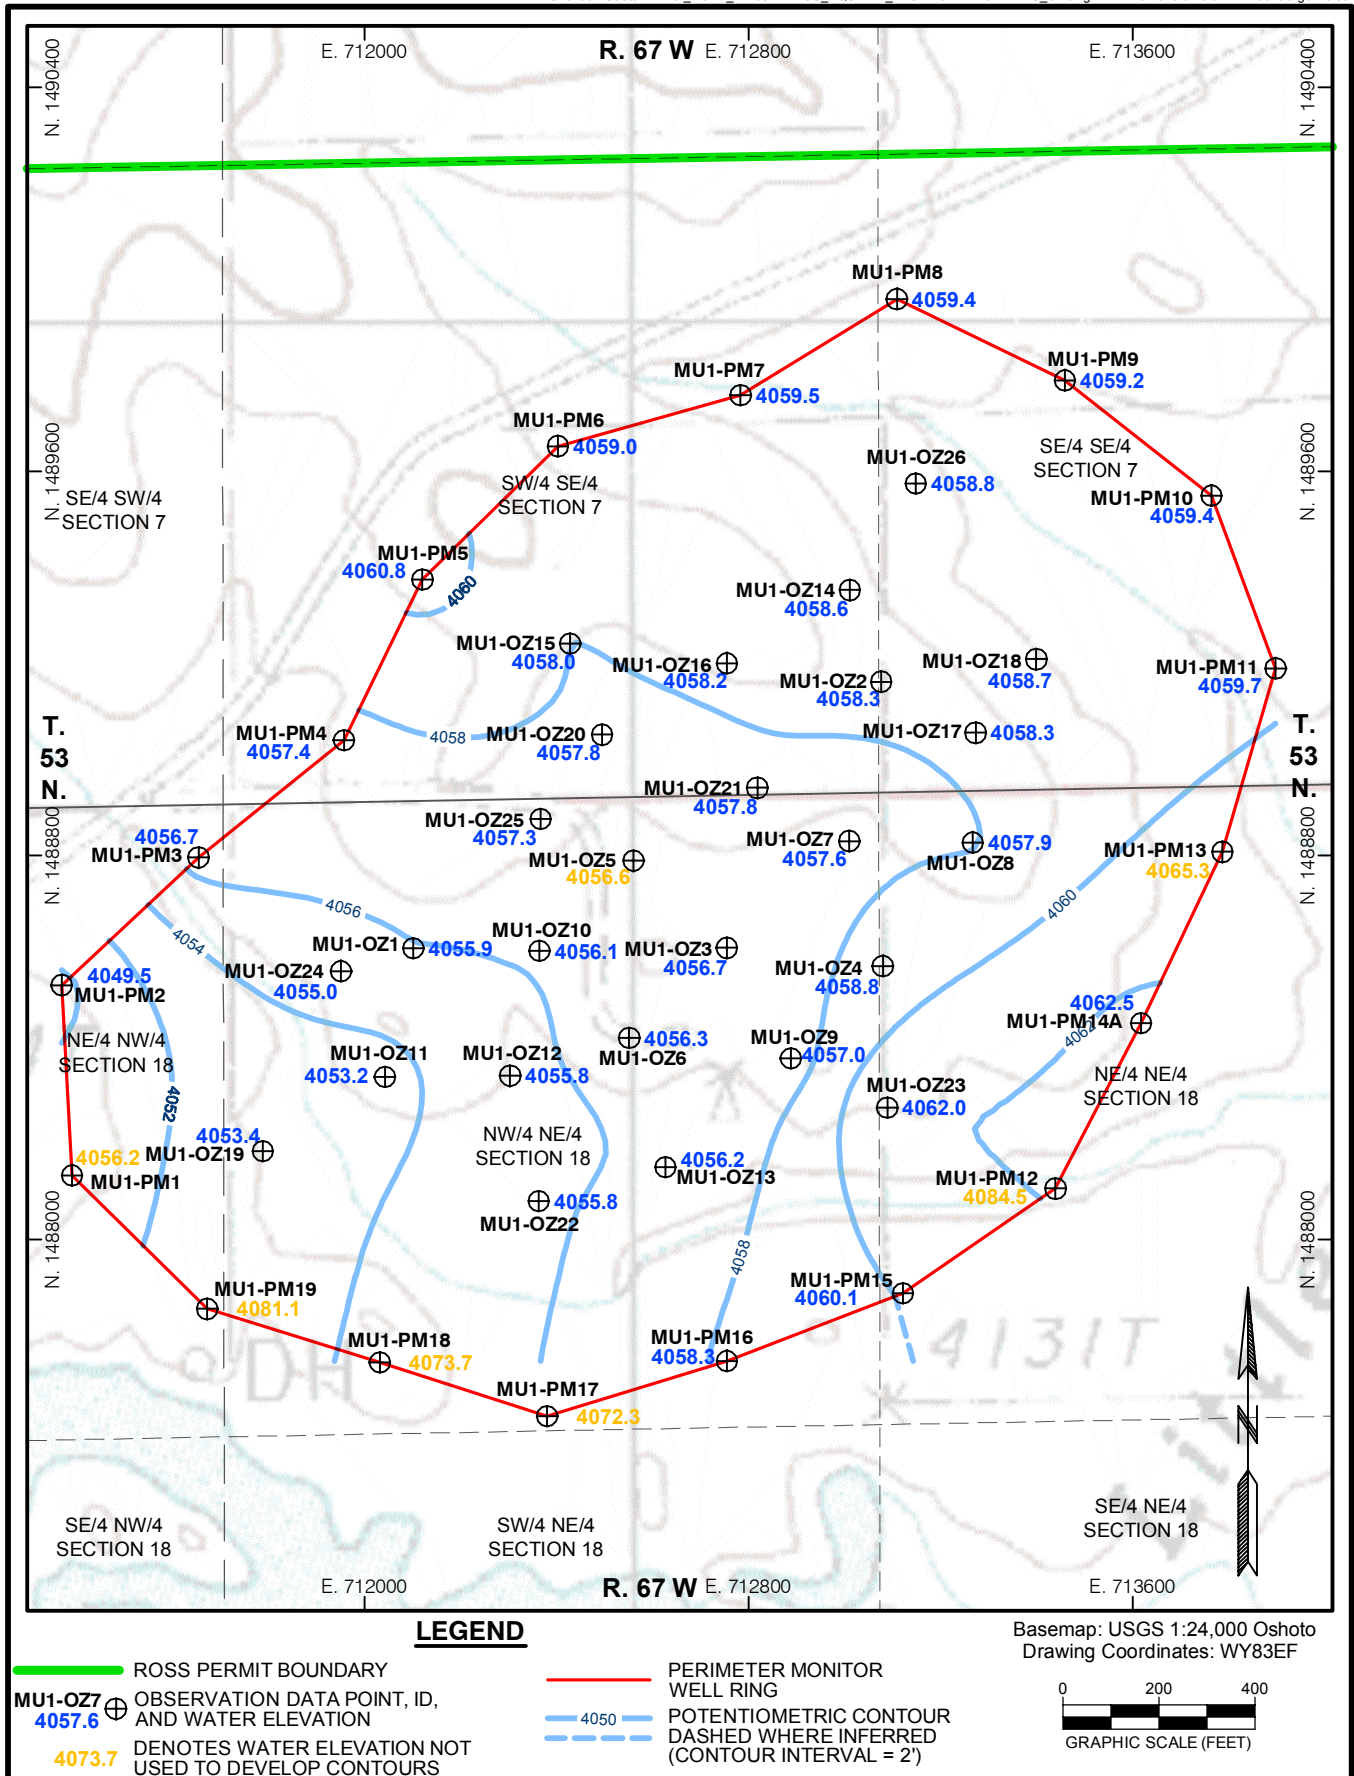 E. 712000
R. 67 W
E. 712800
E. 713600
N. 1490400
N. 1490400
MU1-PM8
4059.4
MU1-PM7
4059.5
MU1-PM9
4059.2
MU1-PM6
4059.0
SE/4 SE/4
SECTION 7
MU1-OZ26
4058.8
N. 1489600
N. 1489600
SE/4 SW/4
SECTION 7
SW/4 SE/4
SECTION 7
MU1-PM10
4059.4
MU1-PM5
4060.8
4060
MU1-OZ14
4058.6
MU1-OZ15
4058.0
MU1-OZ16
4058.2
MU1-OZ18
4058.7
MU1-PM11
4059.7
MU1-OZ2
4058.3
MU1-PM4
4057.4
4058
MU1-OZ20
4057.8
MU1-OZ17
4058.3
T.
53
N.
T.
53
N.
MU1-OZ21
4057.8
MU1-OZ25
4057.3
N. 1488800
N. 1488800
4056.7
MU1-PM3
MU1-OZ5
4056.6
MU1-OZ7
4057.6
4057.9
MU1-OZ8
MU1-PM13
4065.3
4056
4060
4054
MU1-OZ1
4055.9
MU1-OZ10
4056.1
MU1-OZ3
4056.7
MU1-OZ24
4055.0
MU1-OZ4
4058.8
4049.5
MU1-PM2
4062.5
MU1-PM14A
4062
NE/4 NW/4
SECTION 18
4056.3
MU1-OZ6
MU1-OZ9
4057.0
MU1-OZ11
4053.2
MU1-OZ12
4055.8
NE/4 NE/4
SECTION 18
4052
MU1-OZ23
4062.0
4053.4
MU1-OZ19
NW/4 NE/4
SECTION 18
4056.2
MU1-PM1
4056.2
MU1-OZ13
MU1-PM12
4084.5
4055.8
MU1-OZ22
4058
N. 1488000
N. 1488000
MU1-PM19
4081.1
MU1-PM15
4060.1
MU1-PM18
4073.7
MU1-PM16
4058.3
4131T
DH
MU1-PM17
4072.3
N
SE/4 NW/4
SECTION 18
SW/4 NE/4
SECTION 18
SE/4 NE/4
SECTION 18
E. 712000
R. 67 W
E. 712800
E. 713600
LEGEND
Basemap: USGS 1:24,000 Oshoto
Drawing Coordinates: WY83EF
ROSS PERMIT BOUNDARY
MU1-OZ7
4057.6
OBSERVATION DATA POINT, ID,
AND WATER ELEVATION
4073.7
DENOTES WATER ELEVATION NOT
USED TO DEVELOP CONTOURS
PERIMETER MONITOR
WELL RING
4050
POTENTIOMETRIC CONTOUR
DASHED WHERE INFERRED
(CONTOUR INTERVAL = 2')
0 200 400
GRAPHIC SCALE (FEET)